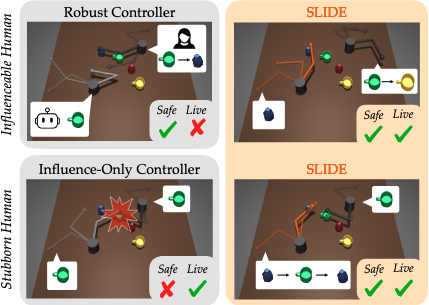 Robust Controller
SLIDE
Influenceable Human
Safe Live
Safe Live
Influence-Only Controller
SLIDE
Stubborn Human
Safe Live
Safe Live